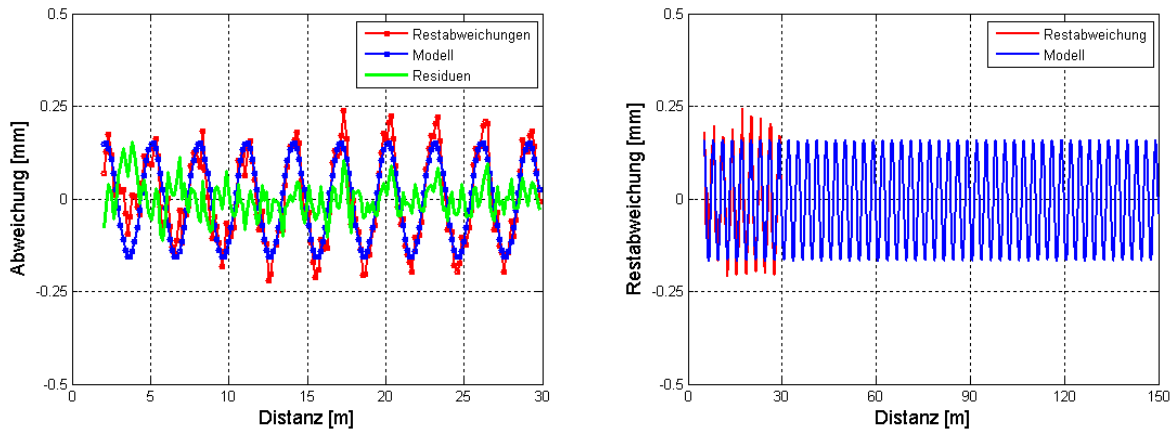 0.5
0.25
0
-0.25
-0.5
Abweichung [mm]
Restabweichungen
Modell
Residuen
0 5 10 15 20 25 30
Distanz [m]
0.5
0.25
0
-0.25
-0.5
Restabweichung [mm]
Restabweichung
Modell
0 30 60 90 120 150
Distanz [m]